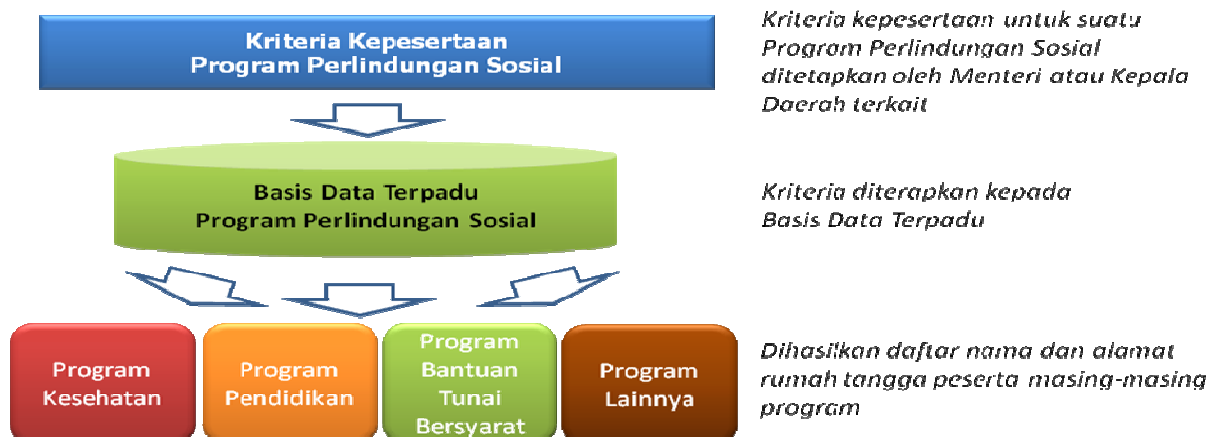 Kriteria Kepesertaan
Program Perlindungan Sosial
Kriteria kepesertaan untuk suatu
Program Perlindungan Sosial
ditetapkan oleh Menteri atau Kepala
Daerah terkait
Basis Data Terpadu
Program Perlindungan Sosial
Kriteria diterapkan kepada
Basis Data Terpadu
Program
Kesehatan
Program
Pendidikan
Program
Bantuan
Tunai
Bersyarat
Program
Lainnya
Dihasilkan daftar nama dan alamat
rumah tangga peserta masing-masing
program